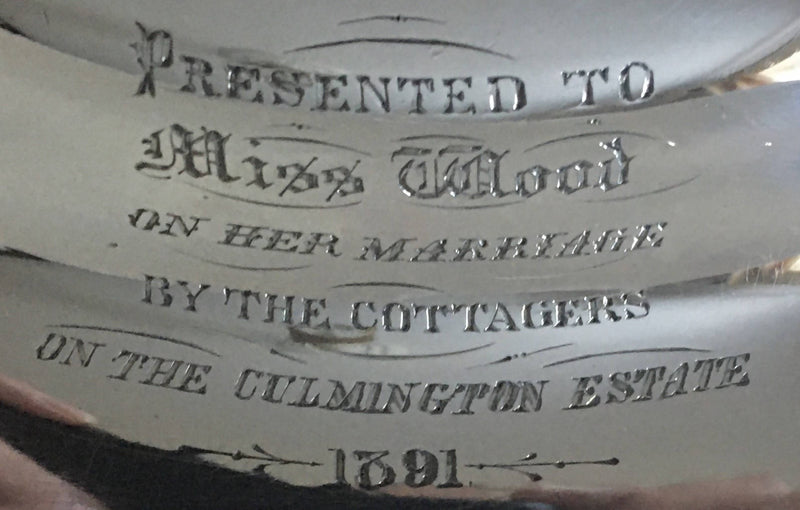 PRESENTED TO
Miss Wood
ON HER MARRIAGE
BY THE COTTAGERS
ON THE CULMINGTON ESTATE
1891